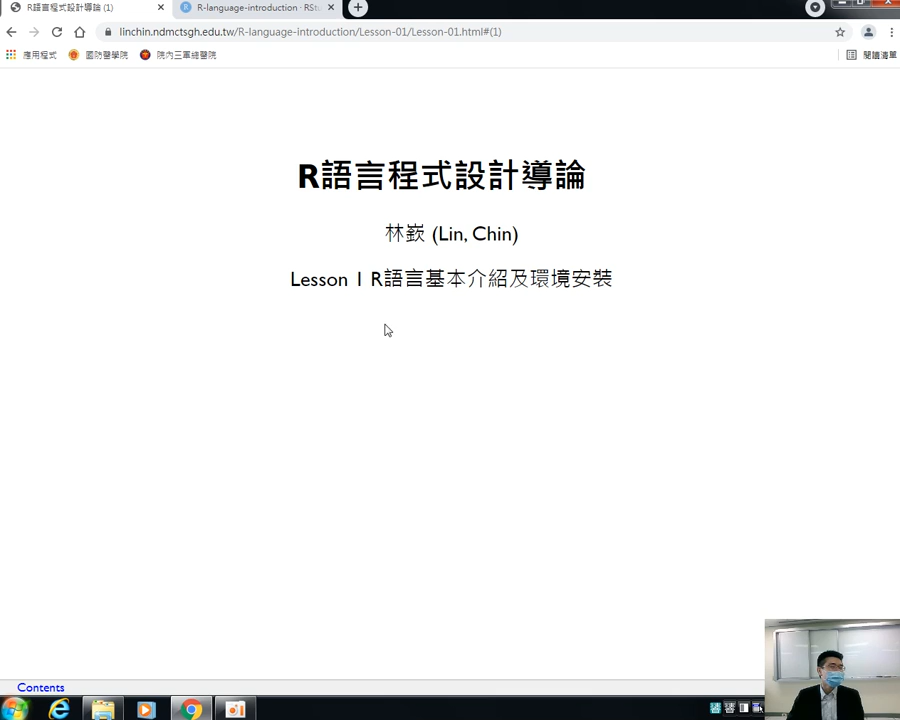 R語言程式設計導論 (1)
R-language-introduction · RSt
linchin.ndmctsgh.edu.tw/R-language-introduction/Lesson-01/Lesson-01.html#(1)
應用程式
國防醫學院
院內三軍總醫院
閱讀清單
R語言程式設計導論
林嶔 (Lin, Chin)
Lesson 1 R語言基本介紹及環境安裝
Contents